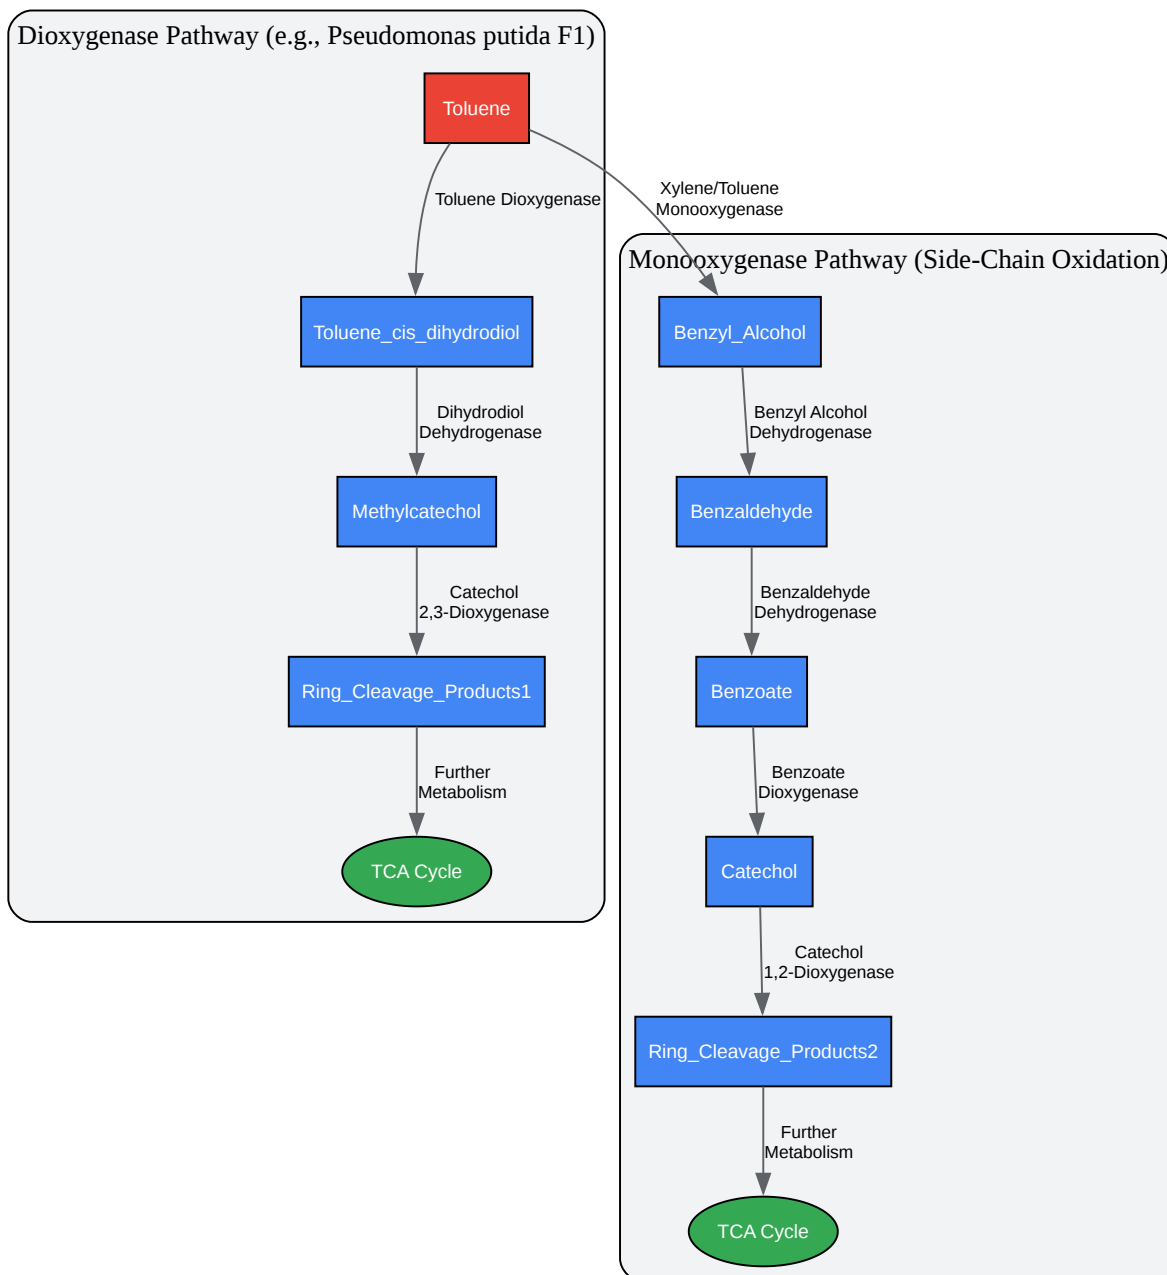 Dioxygenase Pathway (e.g., Pseudomonas putida F1)
Toluene
Toluene Dioxygenase
Toluene_cis_dihydrodiol
Dihydrodiol
Dehydrogenase
Methylcatechol
Catechol
2,3-Dioxygenase
Ring_Cleavage_Products1
Further
Metabolism
TCA Cycle
Xylene/Toluene
Monooxygenase
Monooxygenase Pathway (Side-Chain Oxidation)
Benzyl_Alcohol
Benzyl Alcohol
Dehydrogenase
Benzaldehyde
Benzaldehyde
Dehydrogenase
Benzoate
Benzoate
Dioxygenase
Catechol
Catechol
1,2-Dioxygenase
Ring_Cleavage_Products2
Further
Metabolism
TCA Cycle